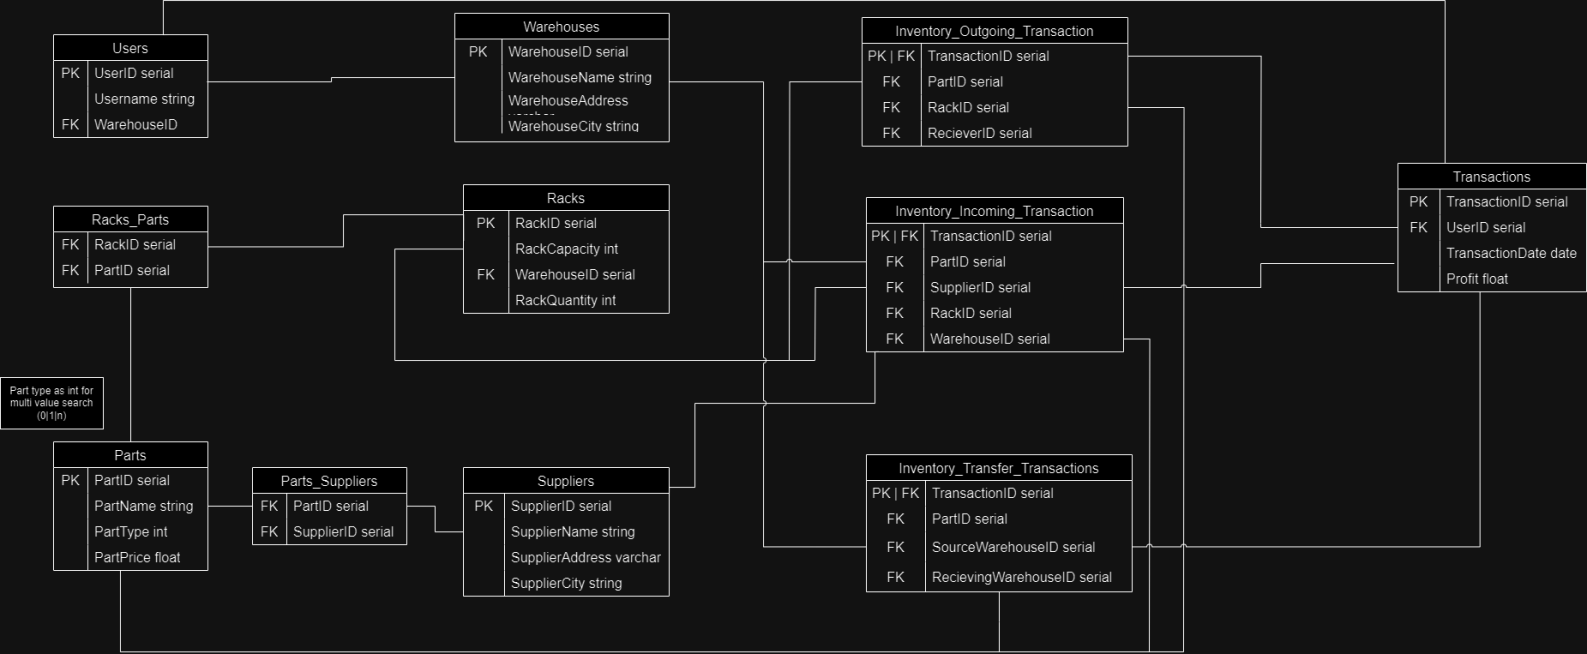 Users
PK UserID serial
Username string
FK WarehouseID
Warehouses
PK WarehouseID serial
WarehouseName string
WarehouseAddress
WarehouseCity string
Inventory_Outgoing_Transaction
PK | FK TransactionID serial
FK PartID serial
FK RackID serial
FK RecieverID serial
Transactions
PK TransactionID serial
FK UserID serial
TransactionDate date
Profit float
Racks_Parts
FK RackID serial
FK PartID serial
Racks
PK RackID serial
RackCapacity int
FK WarehouseID serial
RackQuantity int
Inventory_Incoming_Transaction
PK | FK TransactionID serial
FK PartID serial
FK SupplierID serial
FK RackID serial
FK WarehouseID serial
Part type as int for
multi value search
(0|1|n)
Parts
PK PartID serial
PartName string
PartType int
PartPrice float
Parts_Suppliers
FK PartID serial
FK SupplierID serial
Suppliers
PK SupplierID serial
SupplierName string
SupplierAddress varchar
SupplierCity string
Inventory_Transfer_Transactions
PK | FK TransactionID serial
FK PartID serial
FK SourceWarehouseID serial
FK RecievingWarehouseID serial